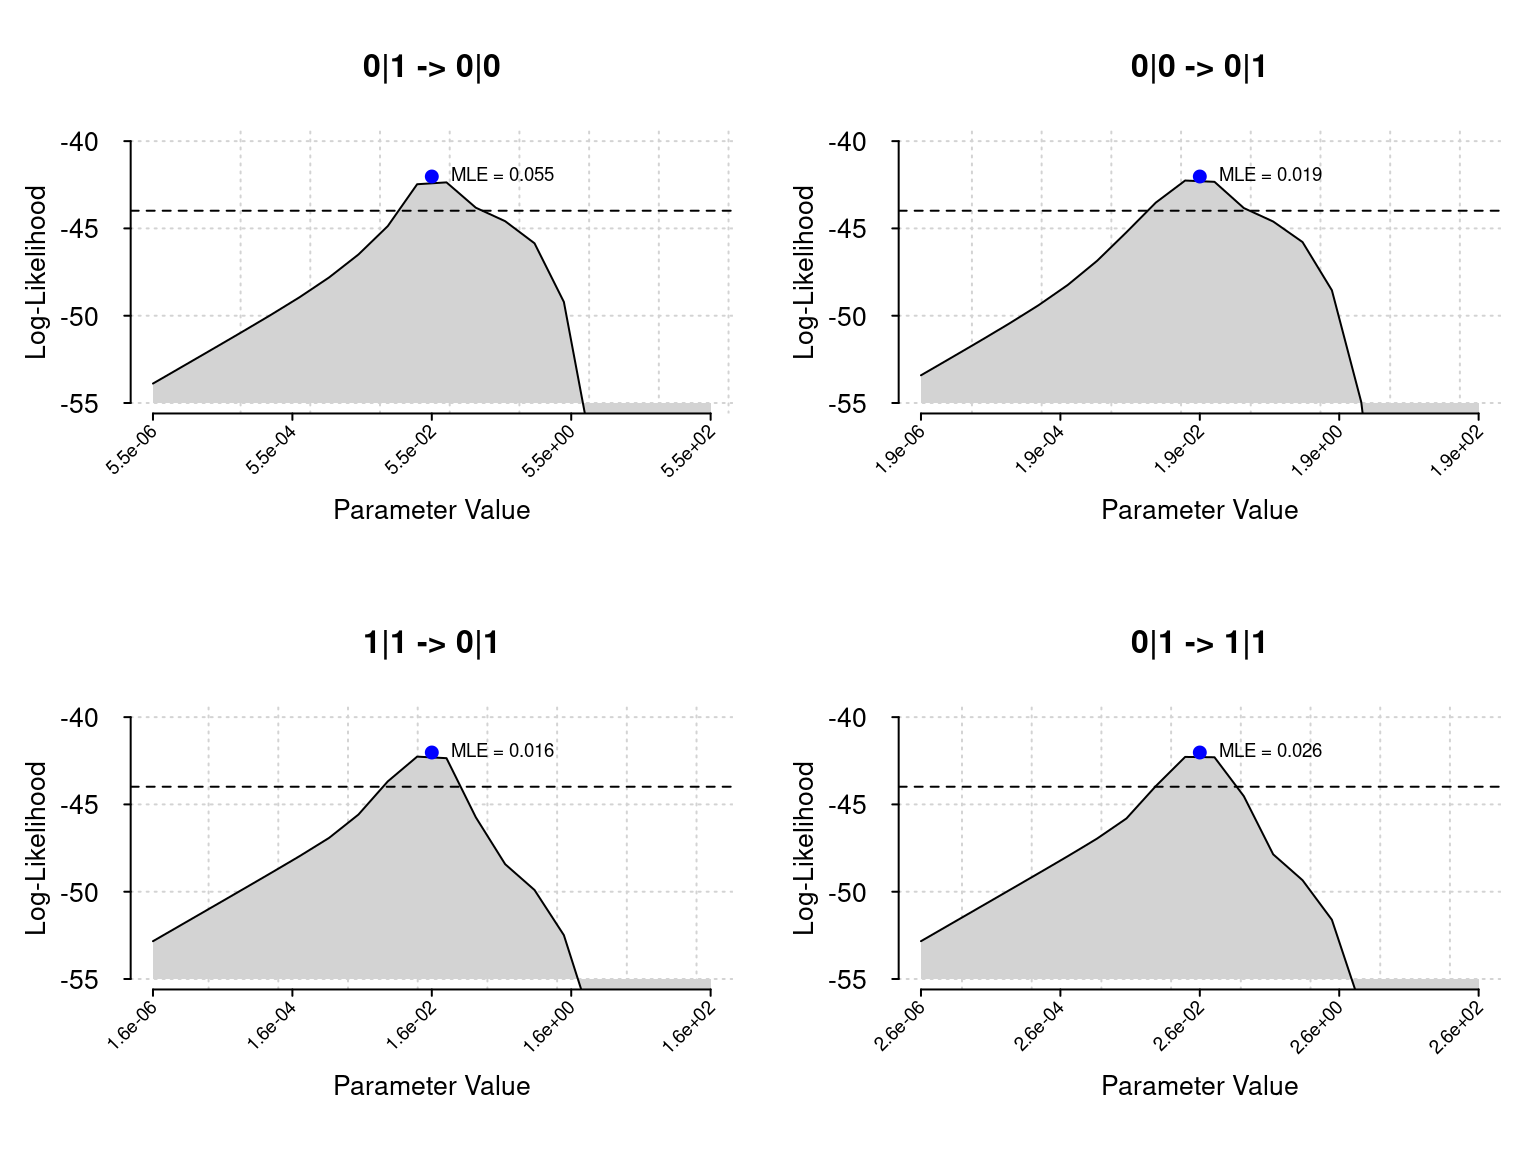 0|1 -> 0|0
Log-Likelihood
-40
-45
-50
-55
MLE = 0.055
5.5e-06
5.5e-04
5.5e-02
5.5e+00
5.5e+02
Parameter Value
0|0 -> 0|1
Log-Likelihood
-40
-45
-50
-55
MLE = 0.019
1.9e-06
1.9e-04
1.9e-02
1.9e+00
1.9e+02
Parameter Value
1|1 -> 0|1
Log-Likelihood
-40
-45
-50
-55
MLE = 0.016
1.6e-06
1.6e-04
1.6e-02
1.6e+00
1.6e+02
Parameter Value
0|1 -> 1|1
Log-Likelihood
-40
-45
-50
-55
MLE = 0.026
2.6e-06
2.6e-04
2.6e-02
2.6e+00
2.6e+02
Parameter Value